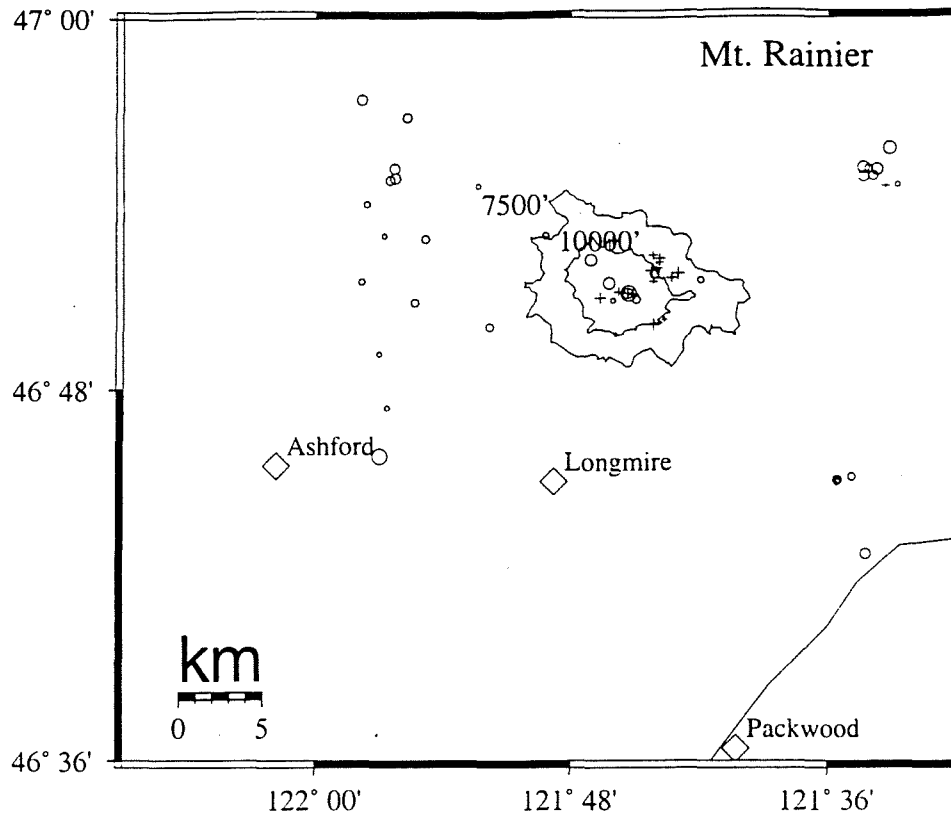 47° 00'
Mt. Rainier
7500'
10000'
46° 48'
Ashford
Longmire
km
0 5
Packwood
46° 36'
122° 00' 121° 48' 121° 36'